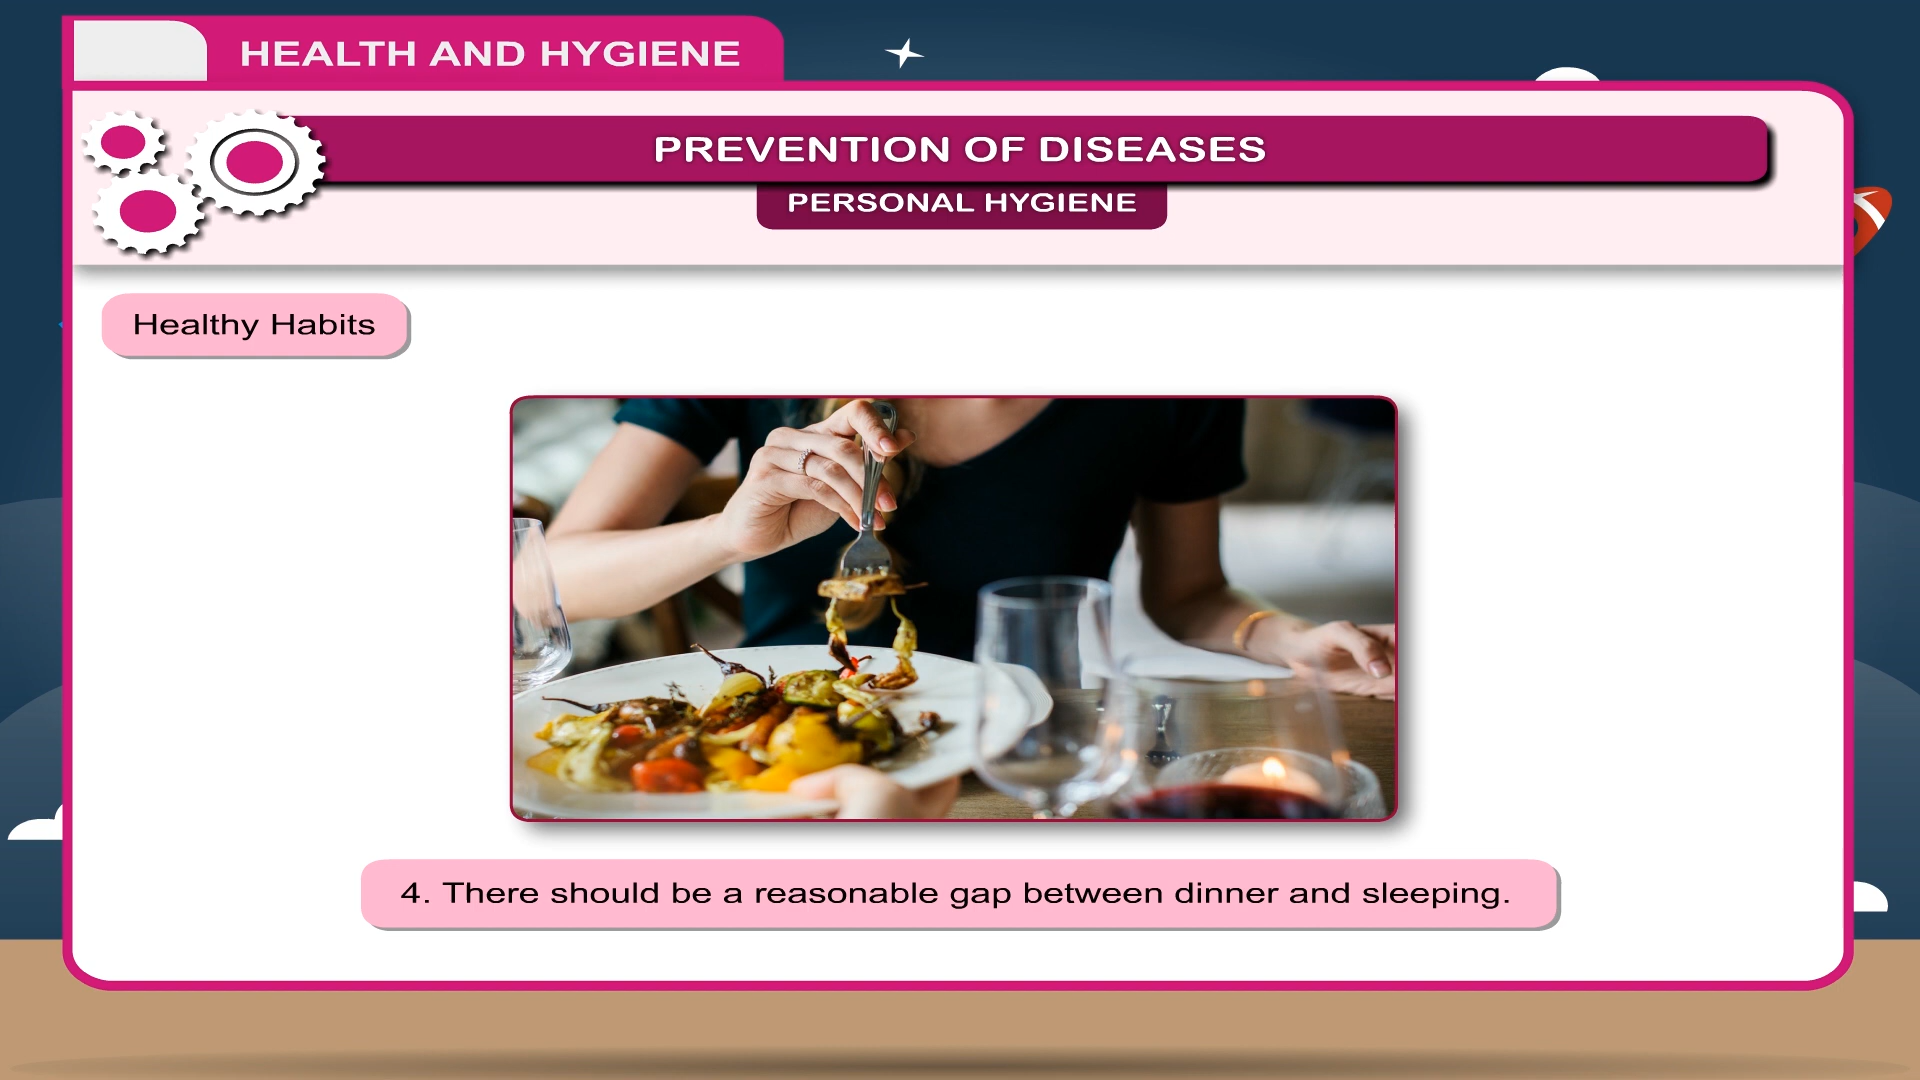 HEALTH AND HYGIENE
PREVENTION OF DISEASES
PERSONAL HYGIENE
Healthy Habits
4. There should be a reasonable gap between dinner and sleeping.